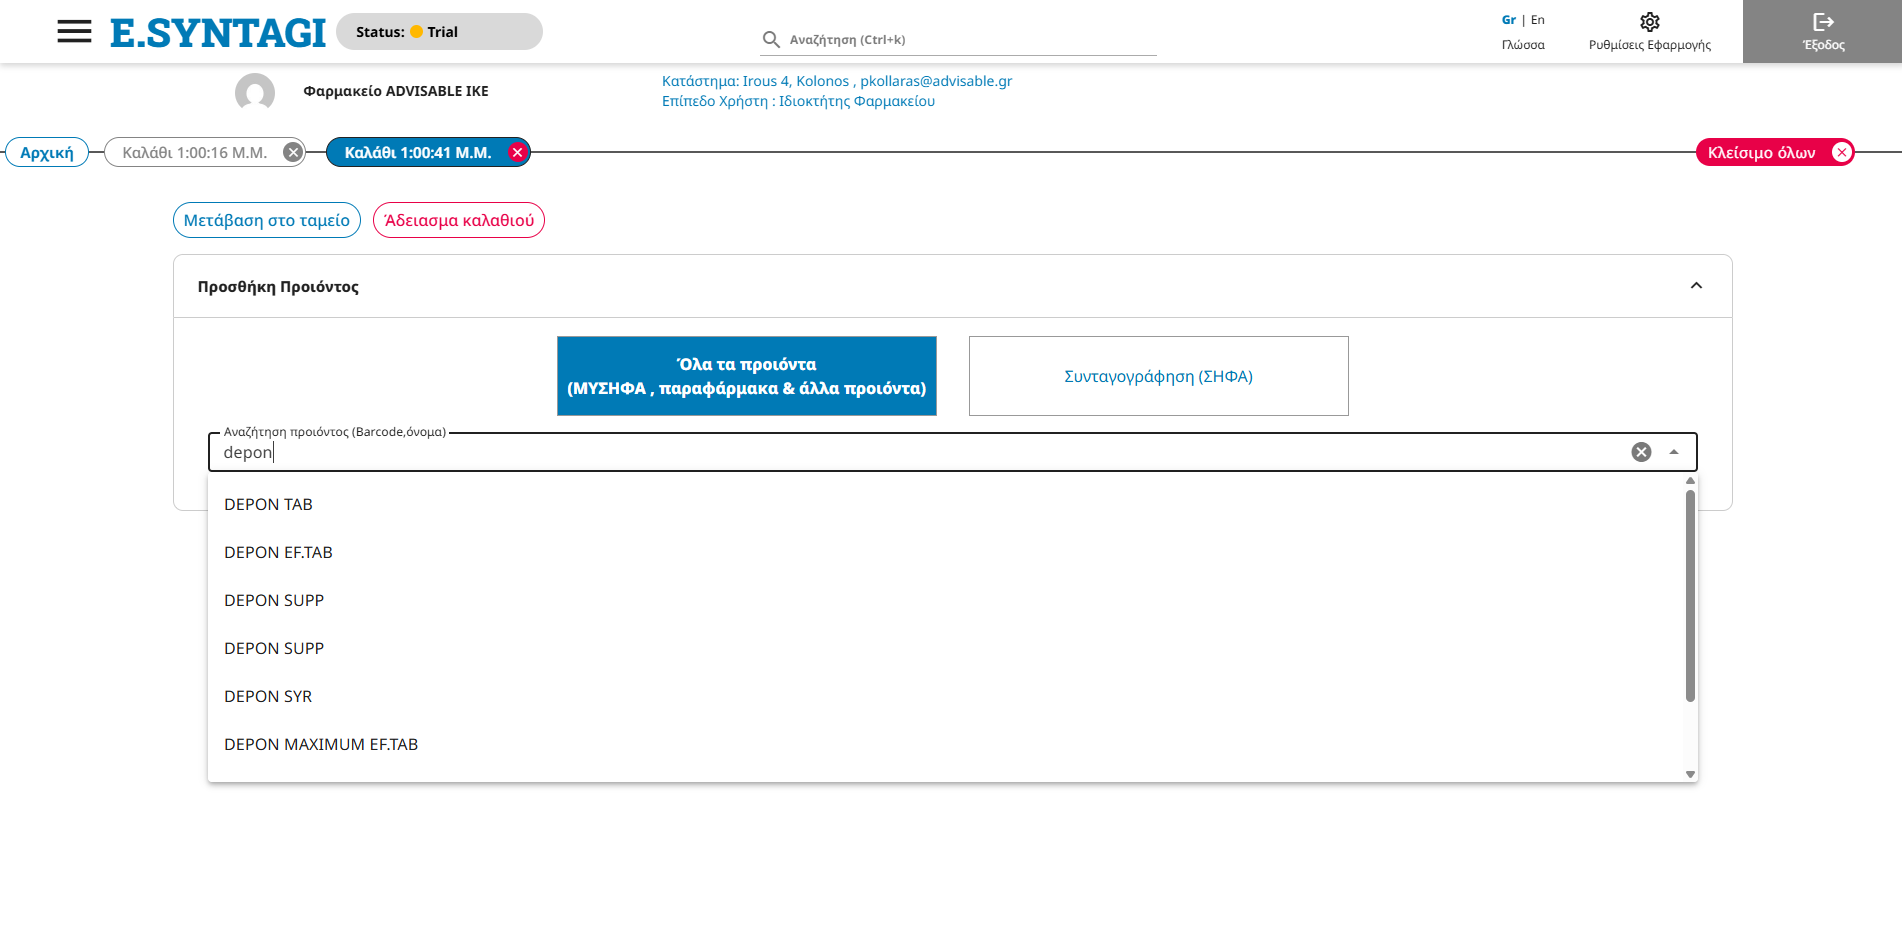 E.SYNTAGI
Status: Trial
Αναζήτηση (Ctrl+k)
Gr | En
Γλώσσα
Ρυθμίσεις Εφαρμογής
Έξοδος
Φαρμακείο ADVISABLE IKE
Κατάστημα: Irous 4, Kolonos , pkollaras@advisable.gr
Επίπεδο Χρήστη : Ιδιοκτήτης Φαρμακείου
Αρχική
Καλάθι 1:00:16 Μ.Μ.
Καλάθι 1:00:41 Μ.Μ.
Κλείσιμο όλων
Μετάβαση στο ταμείο
Άδειασμα καλαθιού
Προσθήκη Προιόντος
Όλα τα προιόντα
(ΜΥΣΗΦΑ , παραφάρμακα & άλλα προιόντα)
Συνταγογράφηση (ΣΗΦΑ)
Αναζήτηση προιόντος (Barcode,όνομα)
depon
DEPON TAB
DEPON EF.TAB
DEPON SUPP
DEPON SUPP
DEPON SYR
DEPON MAXIMUM EF.TAB